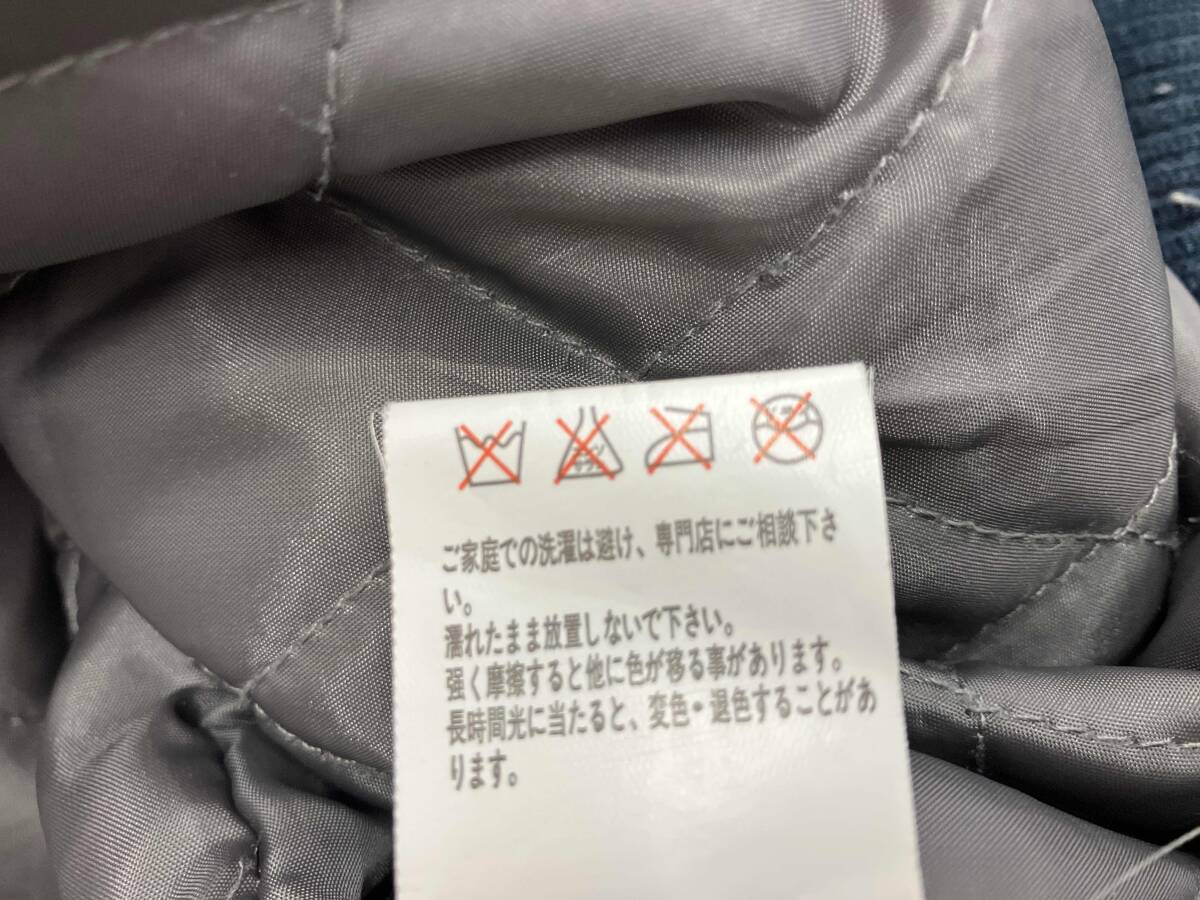 ご家庭での洗濯は避け、専門店にご相談下さ
い。
濡れたまま放置しないで下さい。
強く摩擦すると他に色が移る事があります。
長時間光に当たると、変色・退色することがあ
ります。